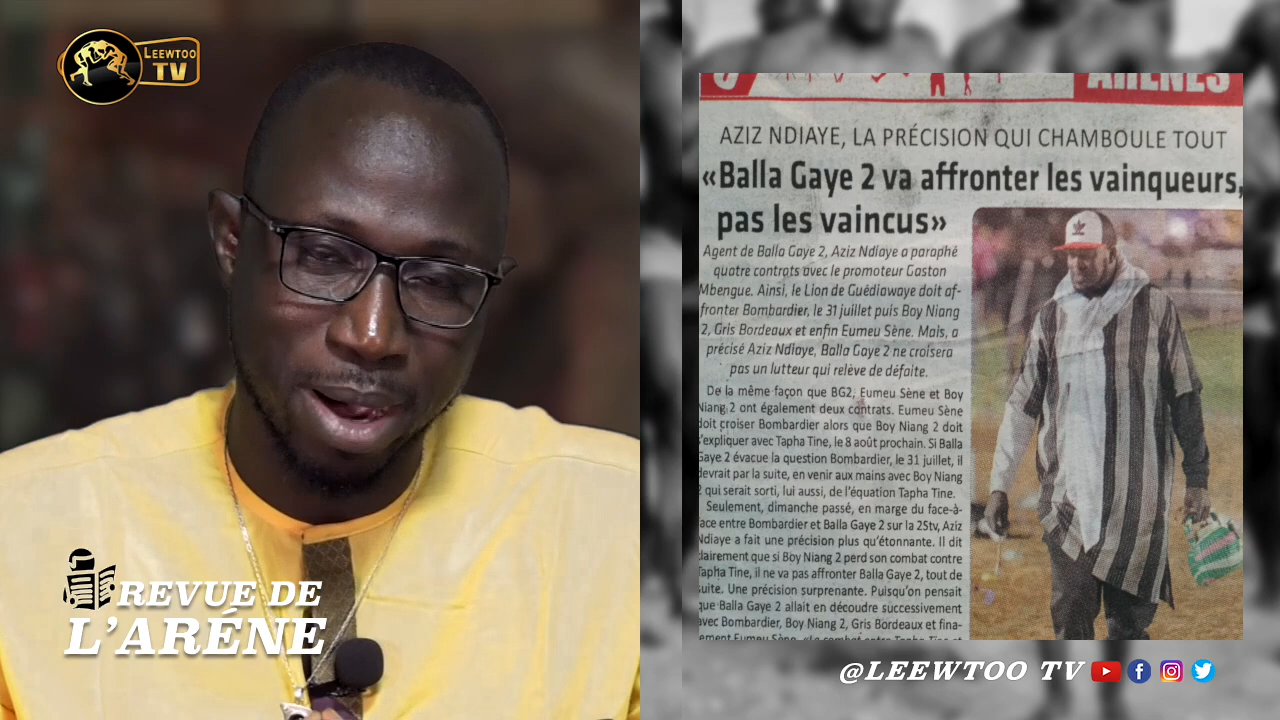 LEEWTOO
TV
ARÈNES
AZIZ NDIAYE, LA PRÉCISION QUI CHAMBOULE TOUT
«Balla Gaye 2 va affronter les vainqueurs,
pas les vaincus»
Agent de Balla Gaye 2, Aziz Ndiaye a paraphé
quatre contrats avec le promoteur Gaston
Mbengue. Ainsi, le Lion de Guédiawaye doit af-
fronter Bombardier, le 31 juillet puis Boy Niang
2, Gris Bordeaux et enfin Eumeu Sène. Mais, a
précisé Aziz Ndiaye, Balla Gaye 2 ne croisera
pas un lutteur qui relève de défaite.
De la même façon que BG2, Eumeu Sène et Boy
Niang 2 ont également deux contrats. Eumeu Sène
doit croiser Bombardier alors que Boy Niang 2 doit
s'expliquer avec Tapha Tine, le 8 août prochain. Si Balla
Gaye 2 évacue la question Bombardier, le 31 juillet, il
devrait par la suite, en venir aux mains avec Boy Niang
2 qui serait sorti, lui aussi, de l'équation Tapha Tine.
Seulement, dimanche passé, en marge du face-à-
face entre Bombardier et Balla Gaye 2 sur la 2Stv, Aziz
Ndiaye a fait une précision plus qu'étonnante. Il dit
clairement que si Boy Niang 2 perd son combat contre
Tapha Tine, il ne va pas affronter Balla Gaye 2, tout de
suite. Une précision surprenante. Puisqu'on pensait
que Balla Gaye 2 allait en découdre successivement
avec Bombardier, Boy Niang 2, Gris Bordeaux et fina-
lement Eumeu Sène. «Le combat entre Tapha Tine et
REVUE DE
L'ARÉNE
@LEEWTOO TV